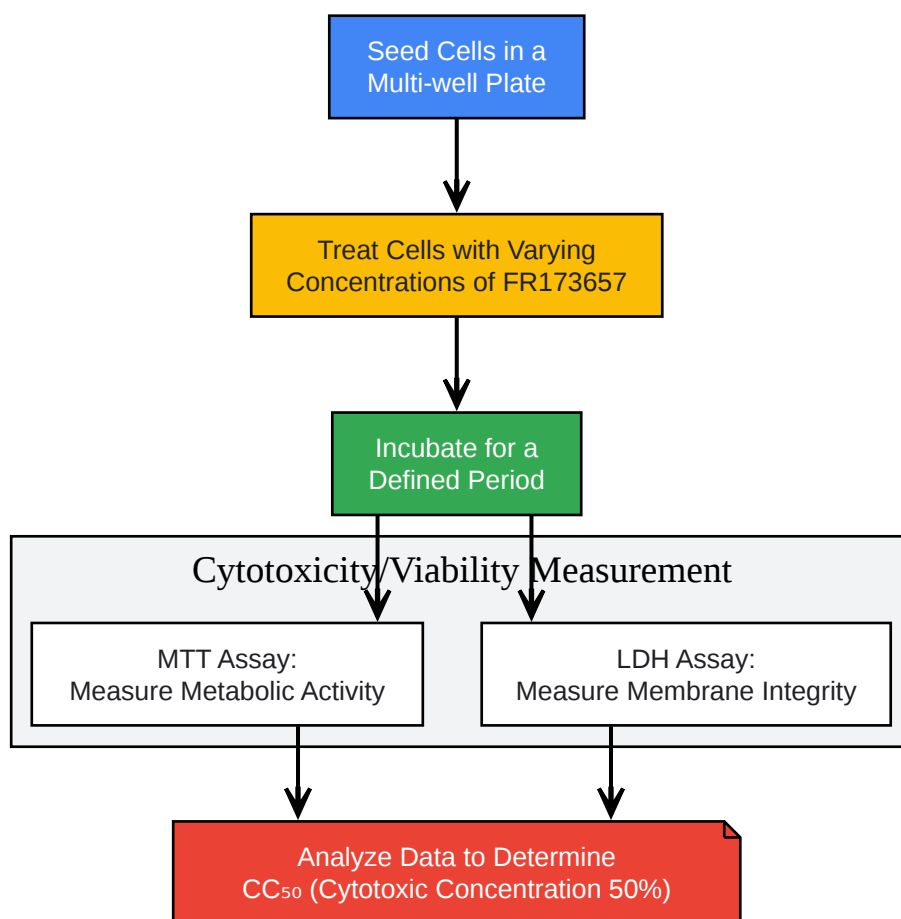 Seed Cells in a
Multi-well Plate
Treat Cells with Varying
Concentrations of FR173657
Incubate for a
Defined Period
Cytotoxicity/Viability Measurement
MTT Assay:
Measure Metabolic Activity
LDH Assay:
Measure Membrane Integrity
Analyze Data to Determine
CC₅₀ (Cytotoxic Concentration 50%)